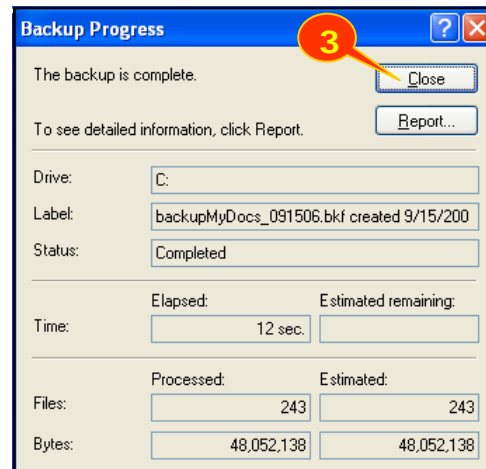 Backup Progress
3
The backup is complete.
Close
To see detailed information, click Report.
Report...
Drive: C:
Label: backupMyDocs_091506.bkf created 9/15/200
Status: Completed
Elapsed: Estimated remaining:
Time: 12 sec.
Processed: Estimated:
Files: 243 243
Bytes: 48,052,138 48,052,138